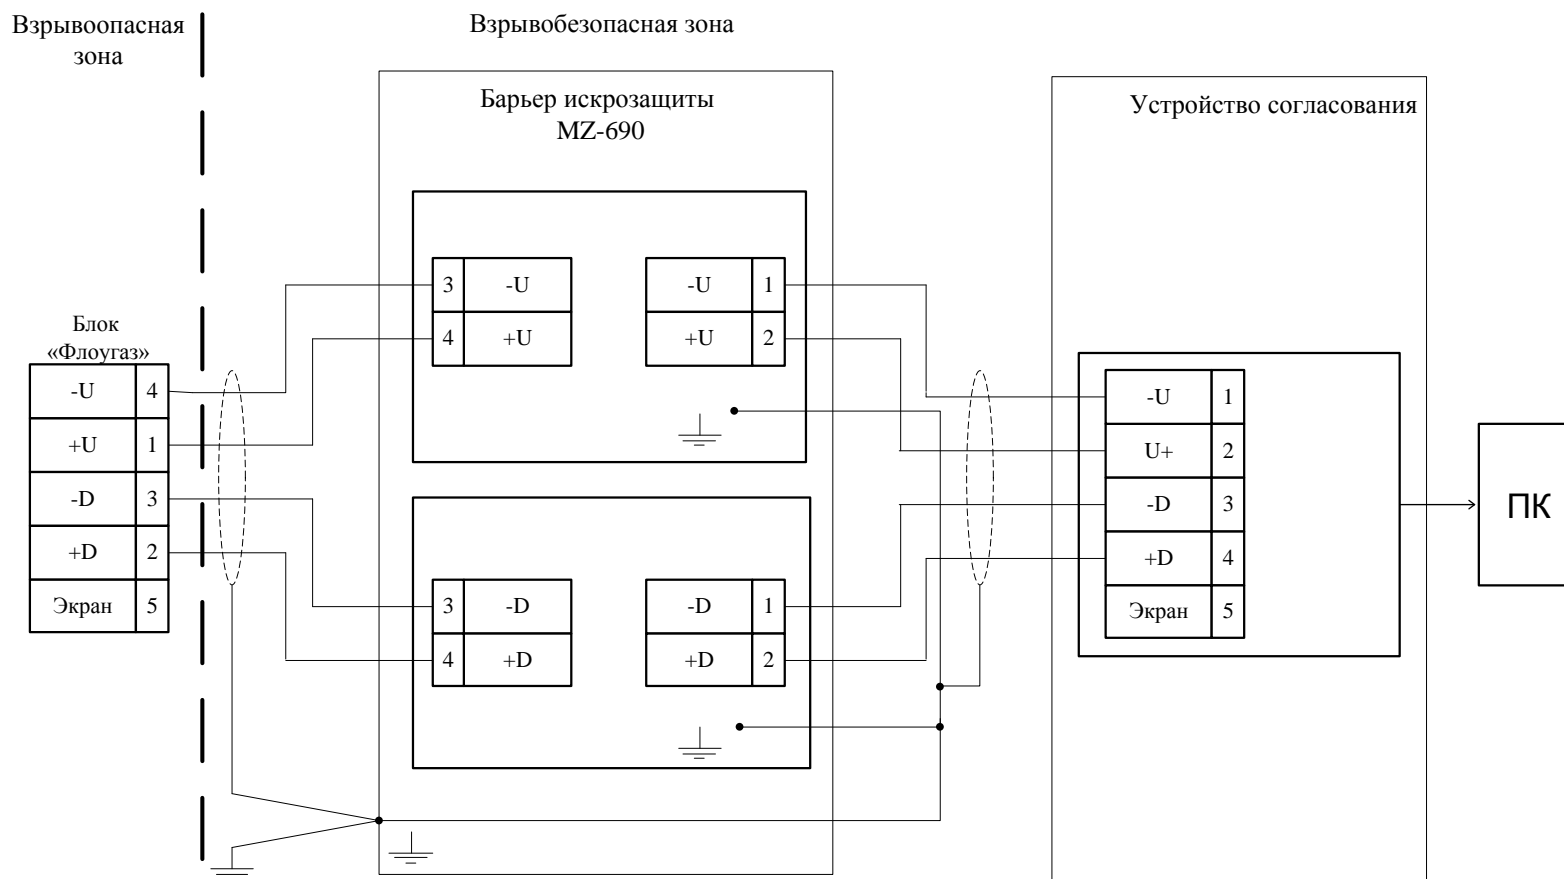 Взрывоопасная
зона
Взрывобезопасная зона
Барьер искрозащиты
MZ-690
Устройство согласования
3 -U
4 +U
-U 1
+U 2
Блок
«Флоугаз»
-U 4
+U 1
-D 3
+D 2
Экран 5
3 -D
4 +D
-D 1
+D 2
-U 1
U+ 2
-D 3
+D 4
Экран 5
ПК